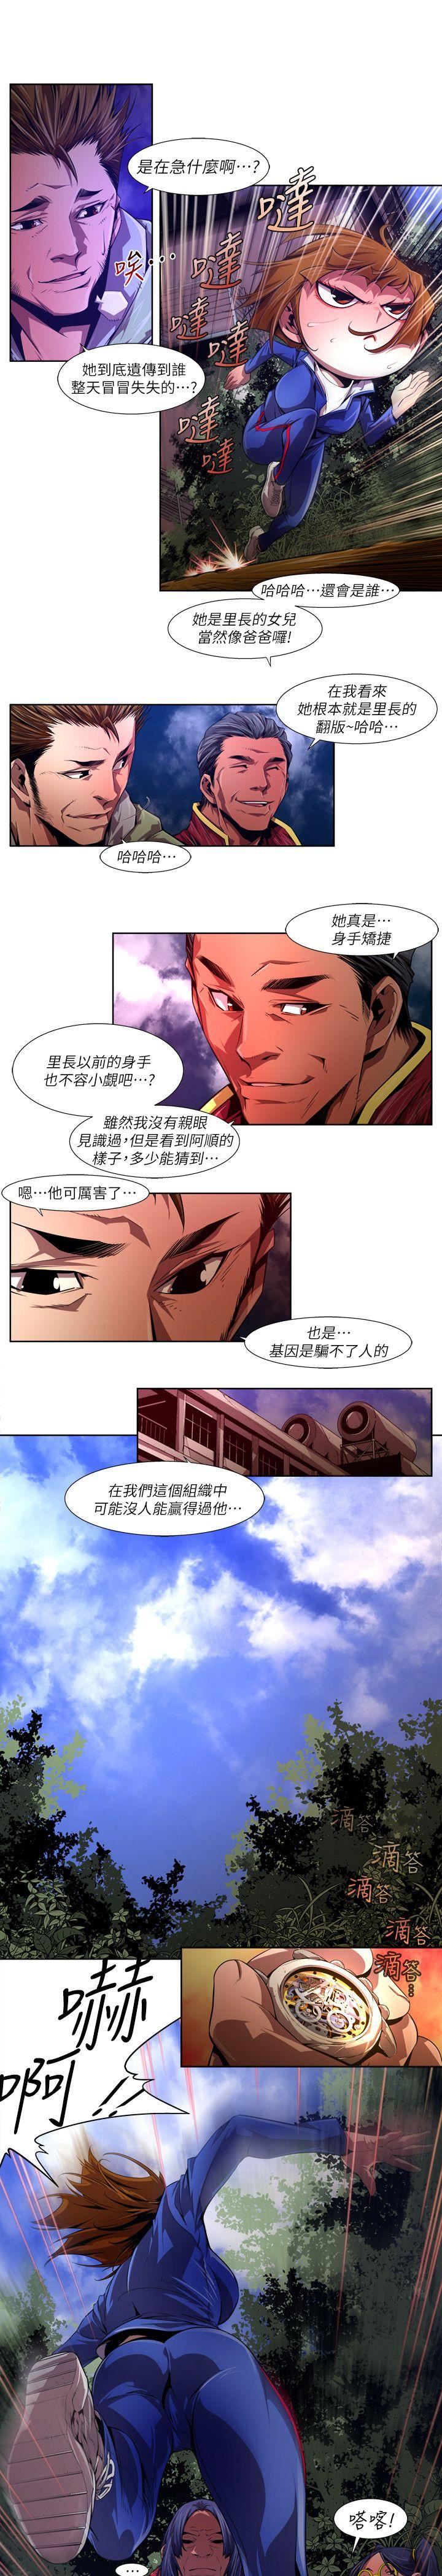 是在急什麼啊…?
唉…
噠
噠
噠
噠
噠
噠
她到底遺傳到誰
整天冒冒失失的…?
哈哈哈…還會是誰…
她是里長的女兒
當然像爸爸囉!
在我看來
她根本就是里長的
翻版~哈哈…
哈哈哈…
她真是…
身手矯捷
里長以前的身手
也不容小覷吧…?
雖然我沒有親眼
見識過,但是看到阿順的
樣子,多少能猜到…
嗯…他可厲害了…
也是…
基因是騙不了人的
在我們這個組織中
可能沒人能贏得過他…
滴答
滴答
滴答
滴答
滴答…
嚇
啊!!
嗒喀!
…